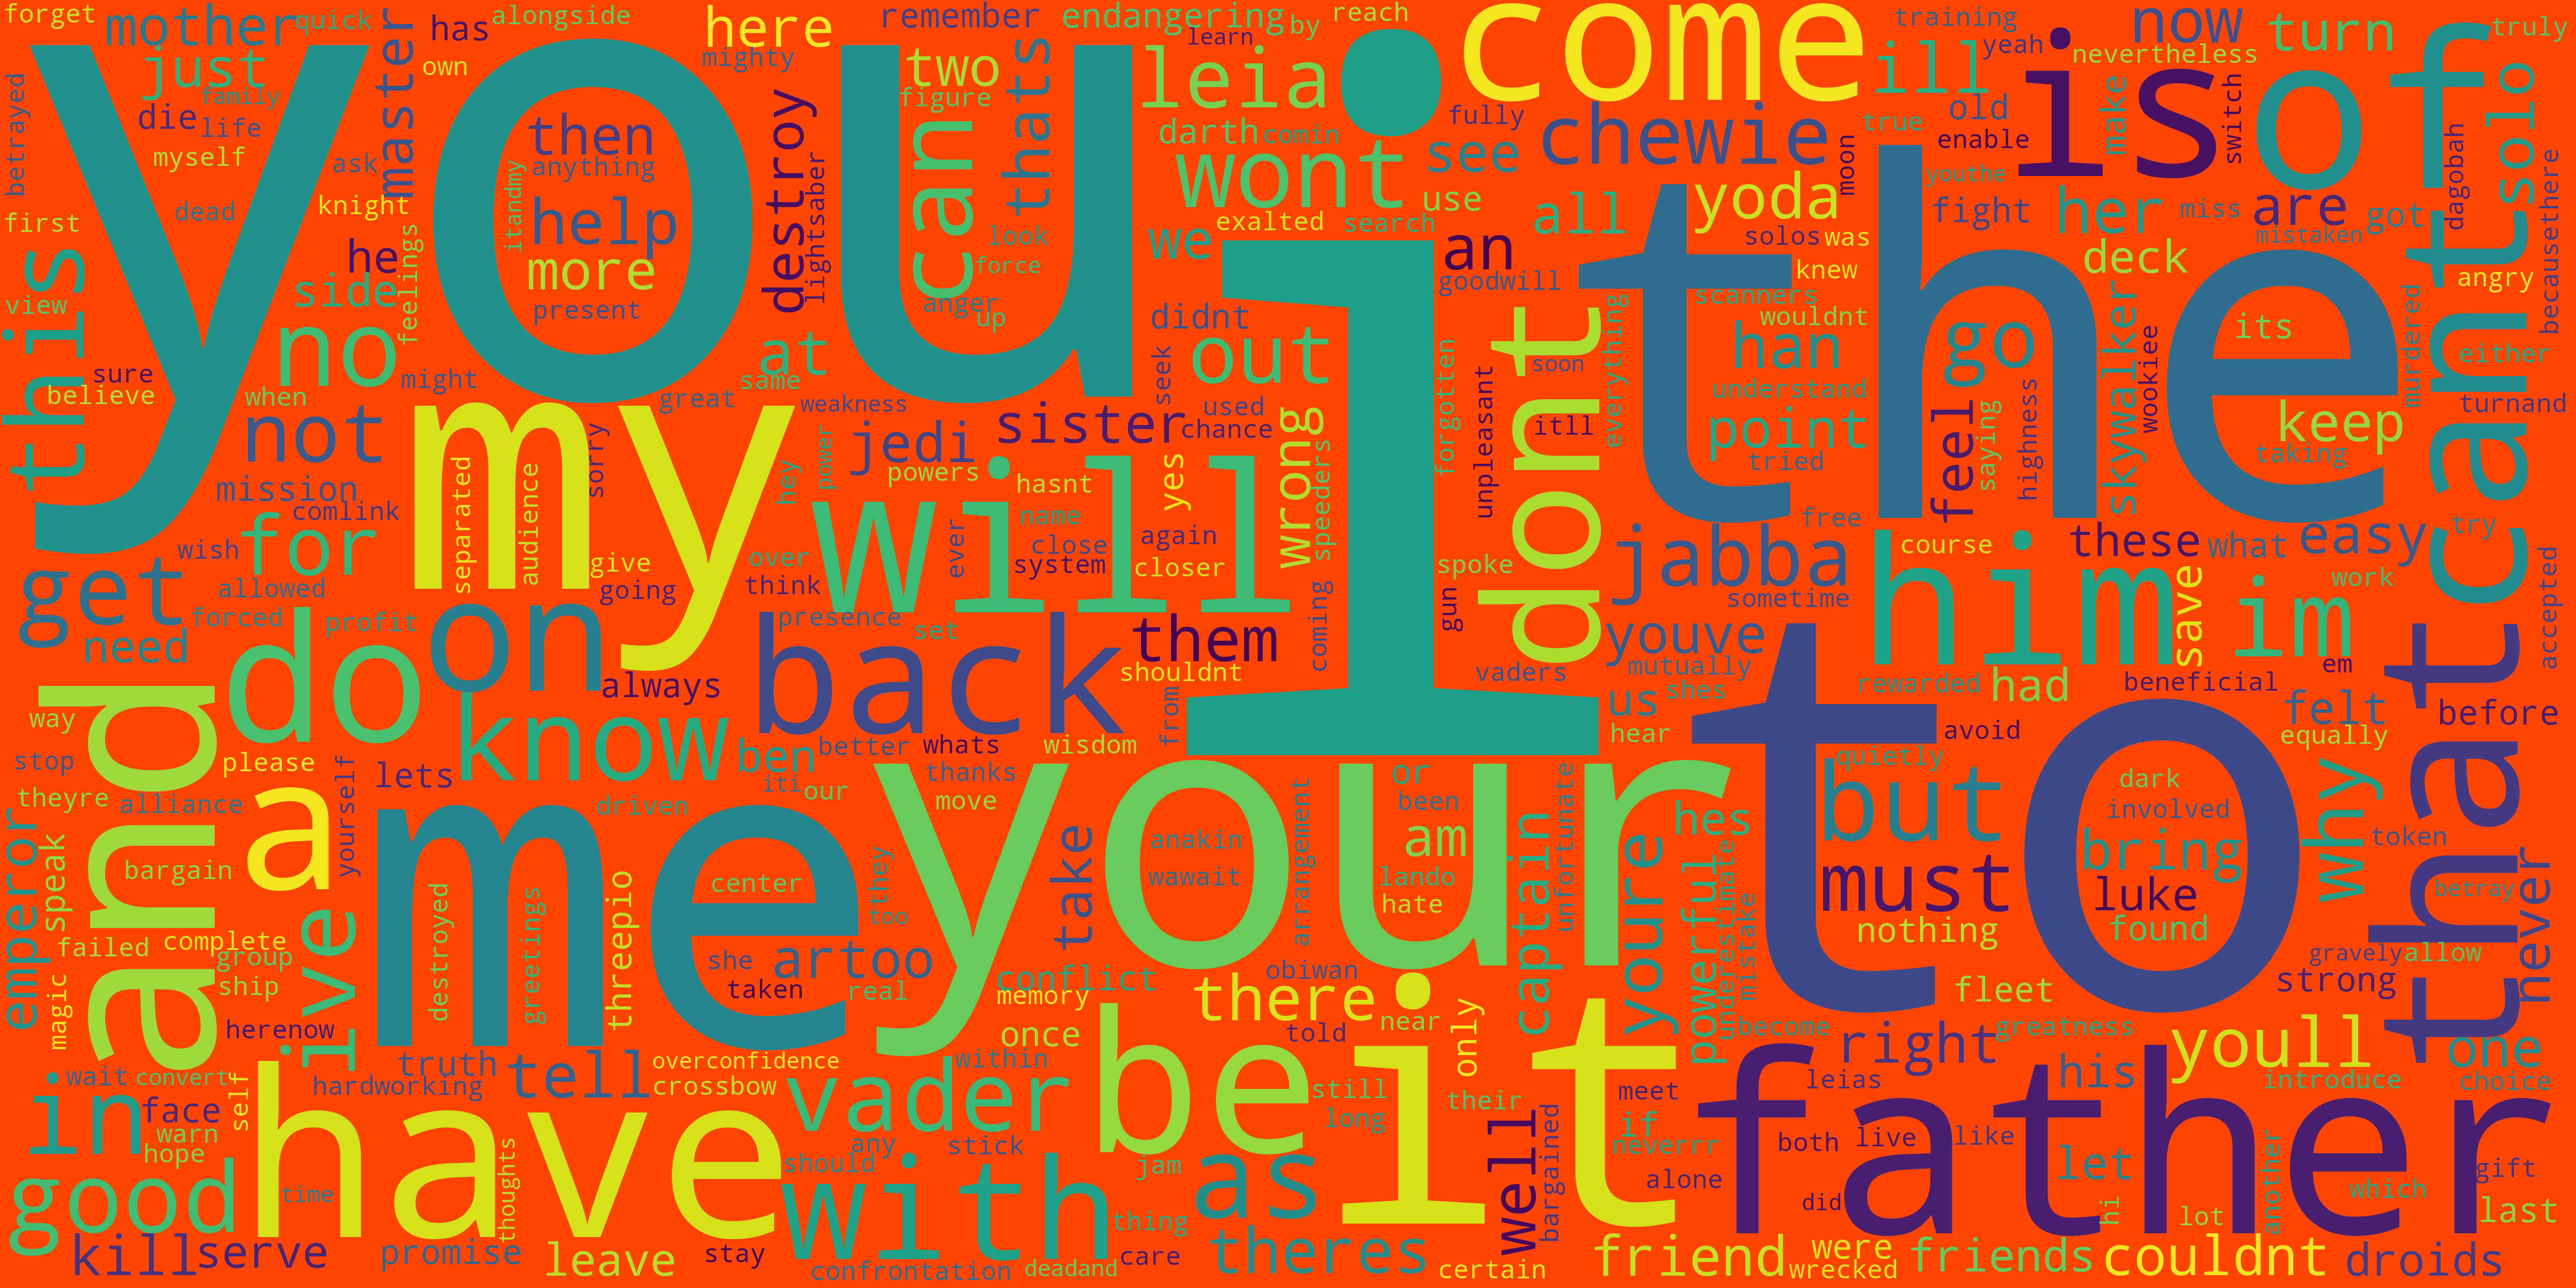 forget
mother
quick
alongside
remember
endangering
by
reach
come
training
now
turn
truly
has
here
learn
yeah
nevertheless
just
own
mighty
two
thats
leia
ill
is
of
die
family
life
master
figure
darth
comin
fully
old
enable
true
make
switch
betrayed
myself
ask
then
anything
destroy
can
wont
see
chewie
moon
youthe
dagobah
solo
becausethere
you
dead
knight
help
itandmy
lightsaber
look
we
exalted
search
use
all
yoda
fight
her
miss
are
got
first
he
more
force
an
solos
was
mistaken
this
side
feelings
present
anger
up
goodwill
knew
deck
angry
view
no
I
the
scanners
wouldnt
murdered
its
sure
at
didnt
out
dont
everything
han
go
skywalker
wookiee
either
believe
when
might
same
seek
soon
understand
cant
not
my
great
weakness
sister
used
chance
forgotten
unpleasant
itll
point
tried
feel
saying
highness
keep
turnand
taking
mission
comlink
separated
audience
sorry
hey
power
jedi
powers
hasnt
yes
wrong
speeders
for
wish
give
going
over
think
will
ever
name
close
system
again
closer
spoke
jabba
free
course
these
what
easy
try
get
allowed
forced
need
profit
do
on
presence
set
them
coming
gun
sometime
him
save
im
work
accepted
always
back
shouldnt
from
vaders
youve
mutually
us
shes
rewarded
had
beneficial
em
that
way
and
know
ben
better
whats
wisdom
hear
to
avoid
felt
equally
before
stop
please
lets
iti
our
thanks
move
your
or
quietly
but
dark
theyre
alliance
yourself
driven
been
unfortunate
hes
involved
why
token
emperor
speak
bargain
a
me
take
anakin
wawait
arrangement
am
captain
youre
bring
center
rthey
too
lando
hate
must
luke
betray
never
failed
complete
group
ship
ive
destroyed
greetings
threepio
she
artoo
taken
real
conflict
obiwan
powerful
underestimate
mistake
nothing
found
gravely
allow
strong
magic
herenow
memory
once
there
told
near
only
fleet
become
greatness
wait
convert
truth
hardworking
tell
overconfidence
crossbow
within
vader
be
it
still
long
their
meet
right
leias
his
youll
introduce
one
choice
in
face
self
warn
hope
have
any
should
stick
jam
as
well
bargained
if
neverrr
father
both
live
like
let
another
which
gift
good
time
thoughts
with
thing
alone
did
hi
lot
last
kill
serve
promise
leave
stay
confrontation
deadand
care
theres
certain
friend
were
wrecked
friends
couldnt
droids